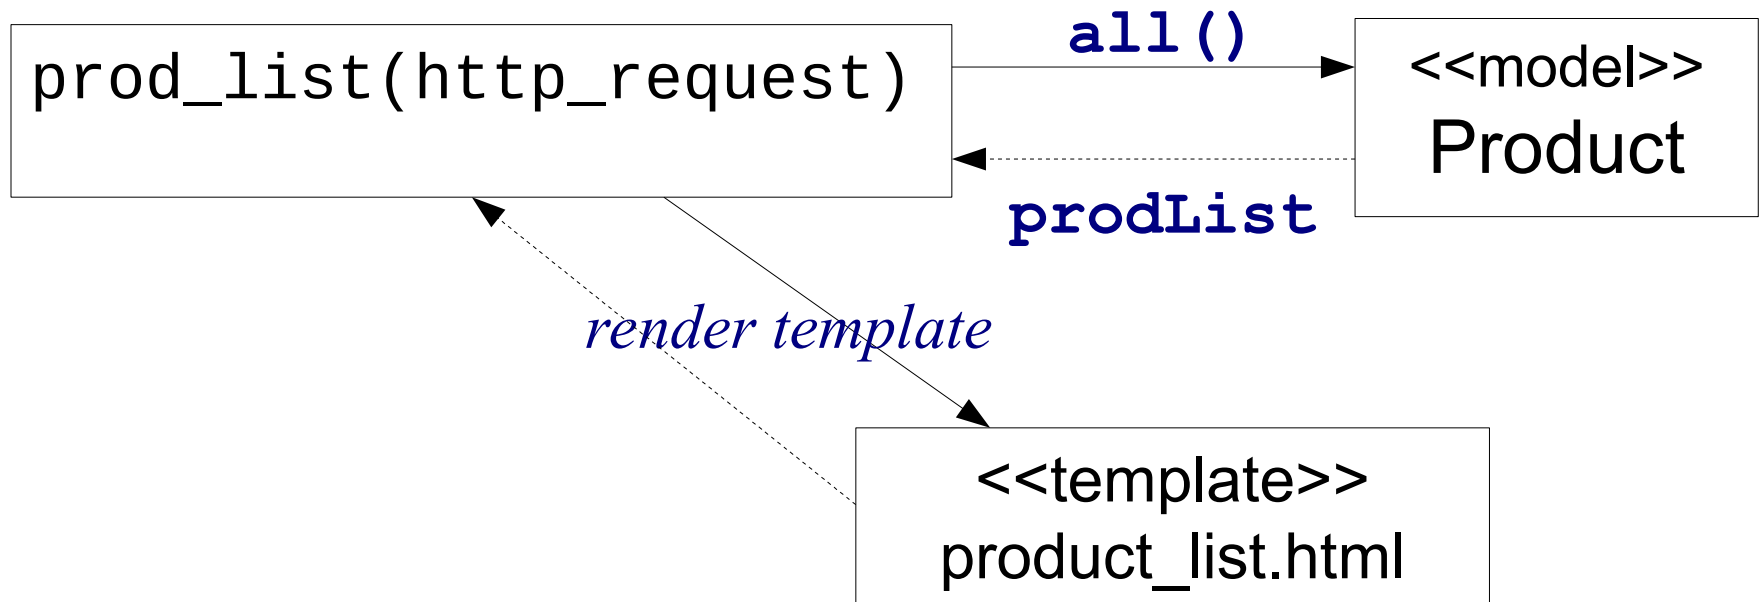 prod_list(http_request)
all()
<<model>>
Product
prodList
render template
<<template>>
product_list.html